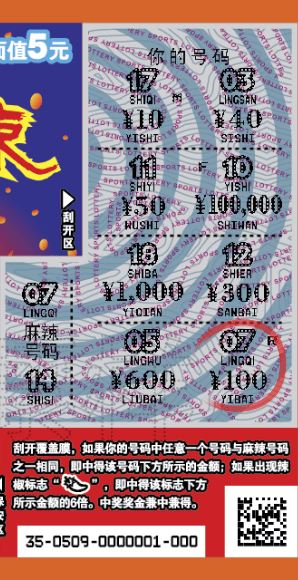 面值5元
你的号码
17 03
SHIQI LINGSAN
¥10 ¥40
YISHI SISHI
11 10
SHIYI YISHI
¥50 ¥100,000
WUSHI SHIWAN
刮开区
18 12
SHIBA SHIER
¥1,000 ¥300
YIQIAN SANBAI
07
LINGQI
麻辣
号码
14
SHISI
05 07
LINGWU LINGQI
¥600 ¥100
LIUBAI YIBAI
刮开覆盖膜，如果你的号码中任意一个号码与麻辣号码
之一相同，即中得该号码下方所示的金额；如果出现辣
椒标志“ ”，即中得该标志下方
所示金额的6倍。中奖奖金兼中兼得。
35-0509-0000001-000